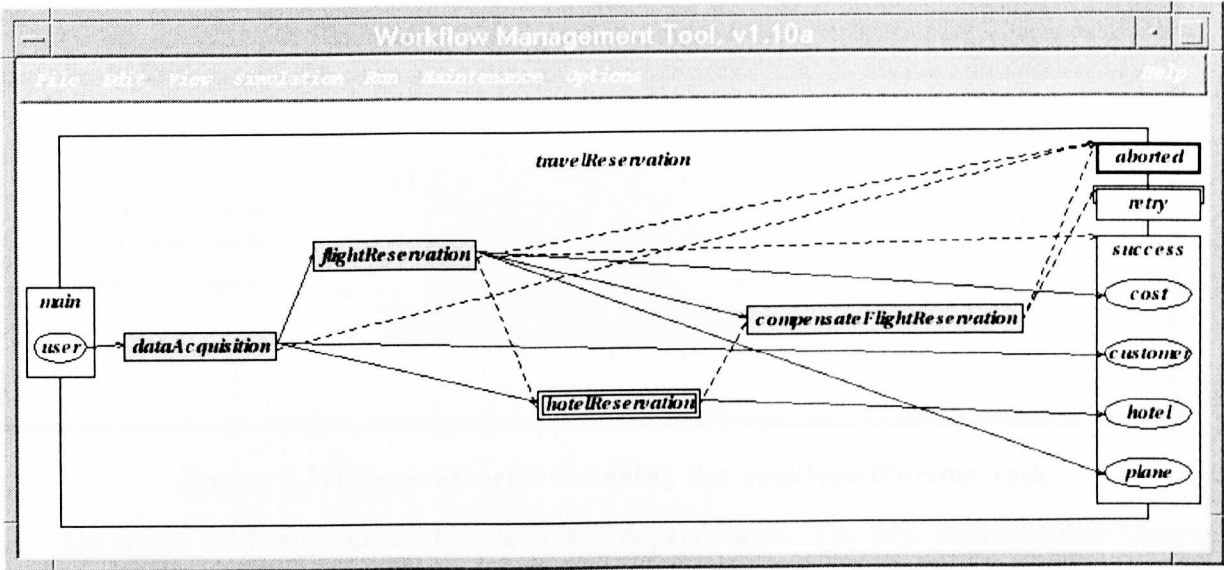 Workflow Management Tool, v1.10a
File Edit View Simulation Run Maintenance Options Help
travelReservation
aborted
retry
success
flightReservation
main
cost
compensateFlightReservation
user
dataAcquisition
customer
hotelReservation
hotel
plane